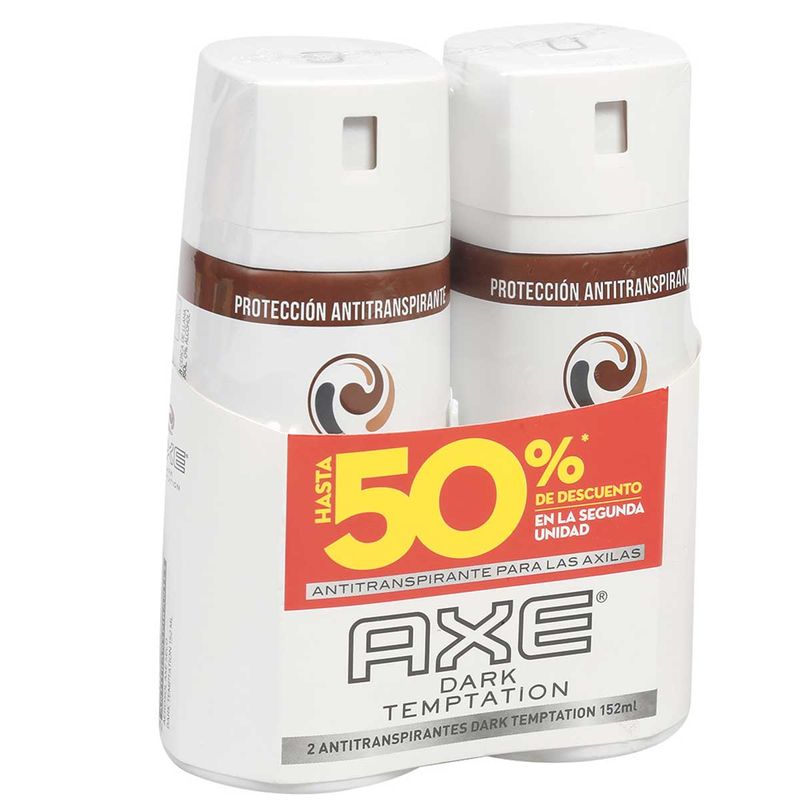 PROTECCIÓN ANTITRANSPIRANTE
PROTECCIÓN ANTITRANSPIRAN
HASTA
50%*
DE DESCUENTO
EN LA SEGUNDA
UNIDAD
ANTITRANSPIRANTE PARA LAS AXILAS
AXE®
DARK
TEMPTATION
2 ANTITRANSPIRANTES DARK TEMPTATION 152ml